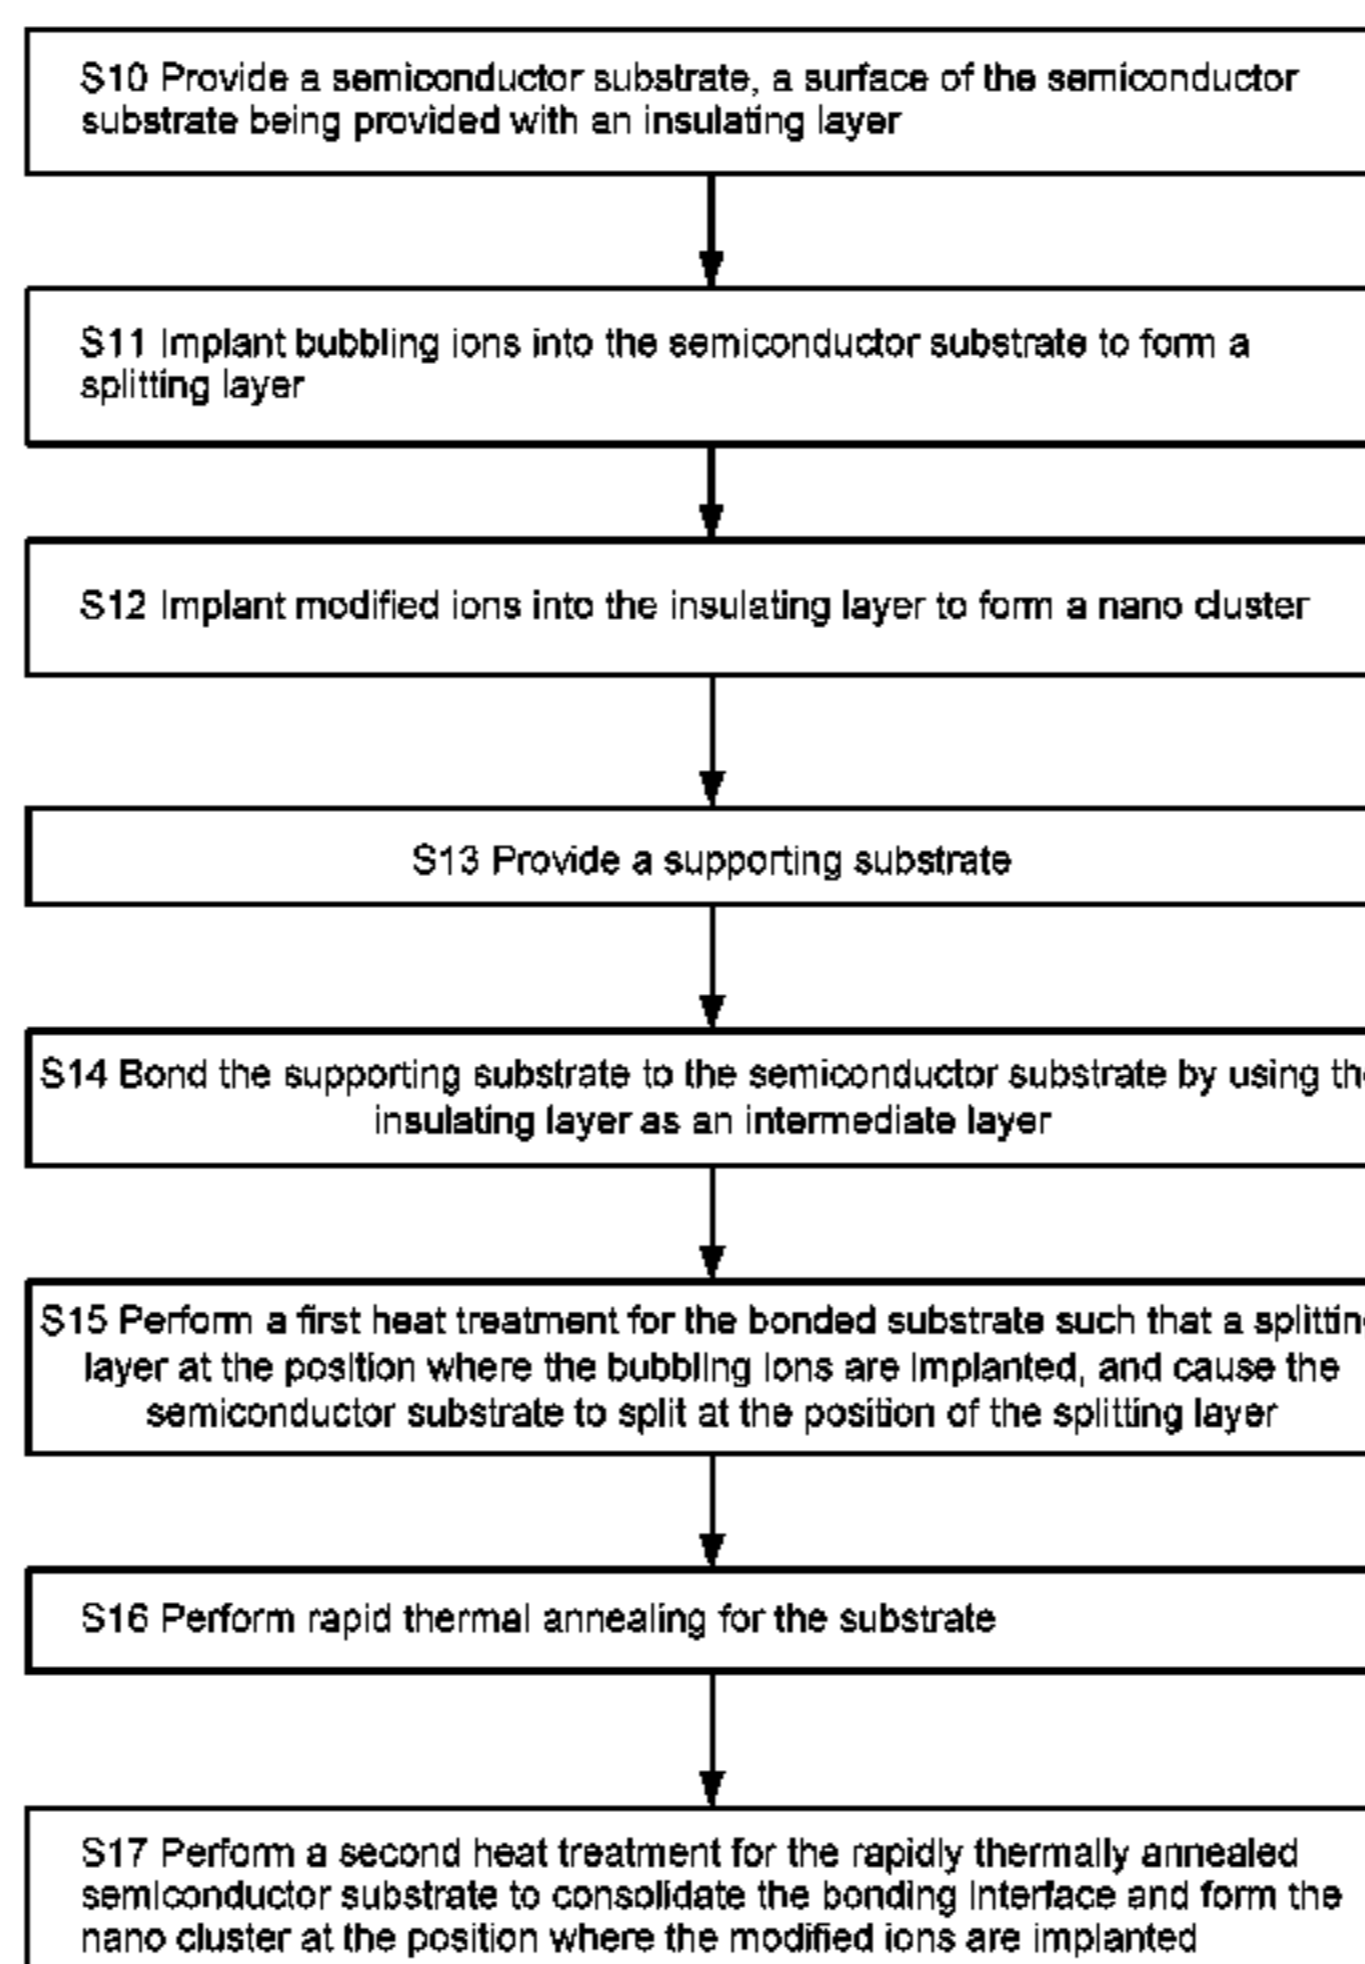 S10 Provide a semiconductor substrate, a surface of the semiconductor
substrate being provided with an insulating layer
S11 Implant bubbling ions into the semiconductor substrate to form a
splitting layer
S12 Implant modified ions into the insulating layer to form a nano cluster
S13 Provide a supporting substrate
S14 Bond the supporting substrate to the semiconductor substrate by using the
insulating layer as an intermediate layer
S15 Perform a first heat treatment for the bonded substrate such that a splitting
layer at the position where the bubbling ions are implanted, and cause the
semiconductor substrate to split at the position of the splitting layer
S16 Perform rapid thermal annealing for the substrate
S17 Perform a second heat treatment for the rapidly thermally annealed
semiconductor substrate to consolidate the bonding interface and form the
nano cluster at the position where the modified ions are implanted